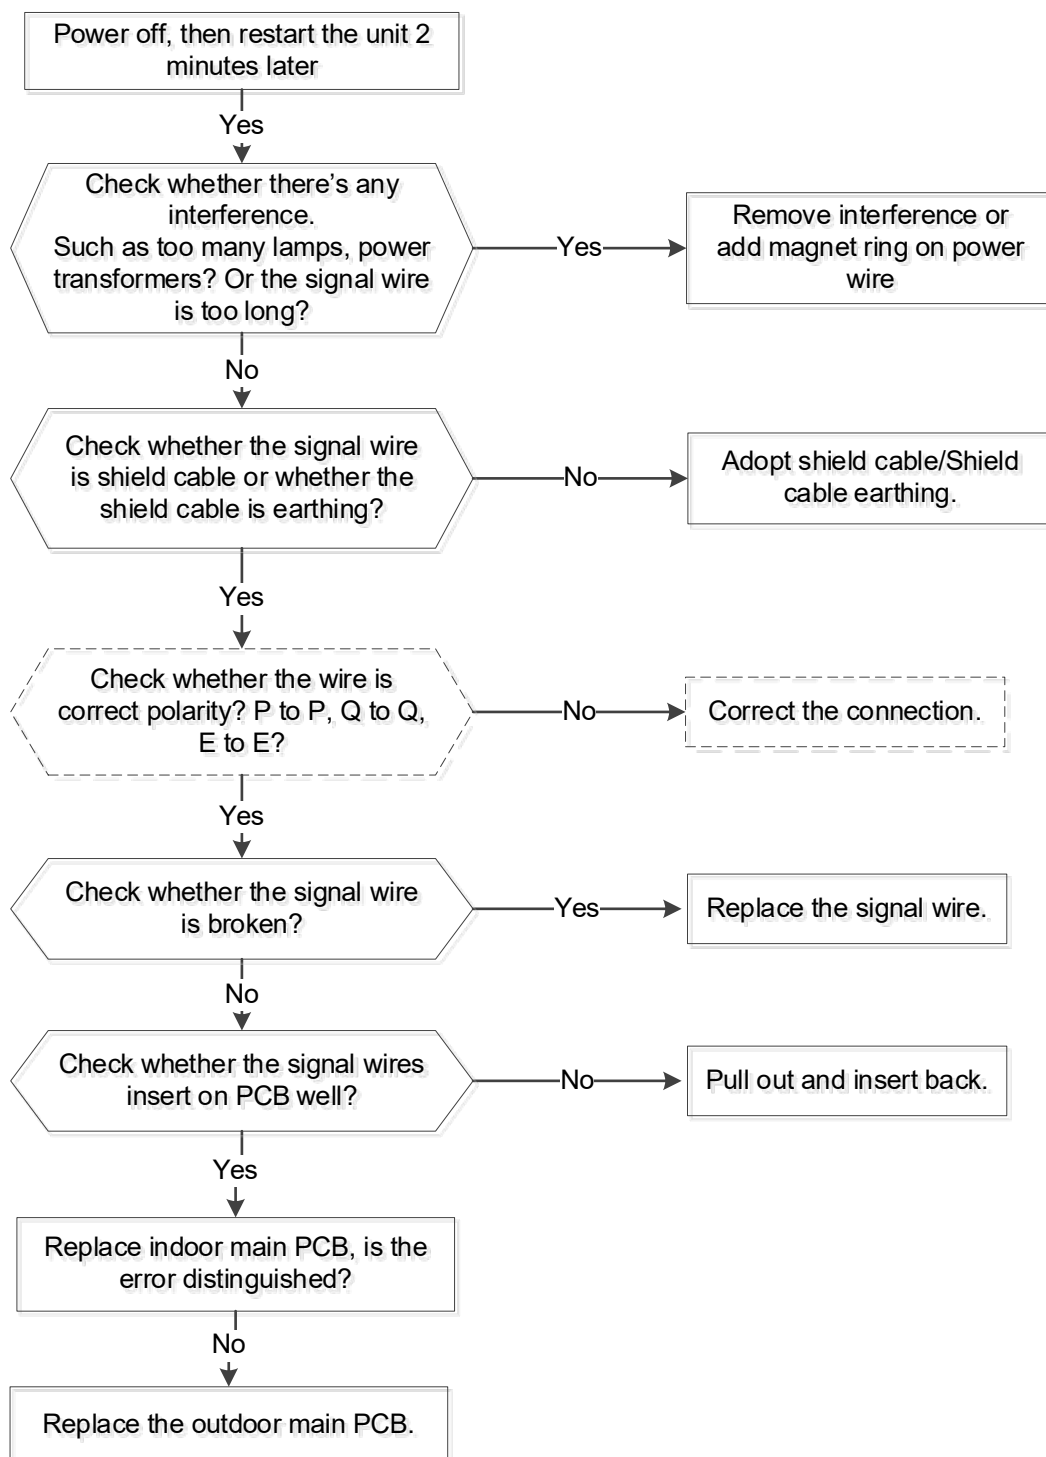 Power off, then restart the unit 2
minutes later
Yes
Check whether there’s any
interference.
Such as too many lamps, power
transformers? Or the signal wire
is too long?
Yes
Remove interference or
add magnet ring on power
wire
No
Check whether the signal wire
is shield cable or whether the
shield cable is earthing?
No
Adopt shield cable/Shield
cable earthing.
Yes
Check whether the wire is
correct polarity? P to P, Q to Q,
E to E?
No
Correct the connection.
Yes
Check whether the signal wire
is broken?
Yes
Replace the signal wire.
No
Check whether the signal wires
insert on PCB well?
No
Pull out and insert back.
Yes
Replace indoor main PCB, is the
error distinguished?
No
Replace the outdoor main PCB.